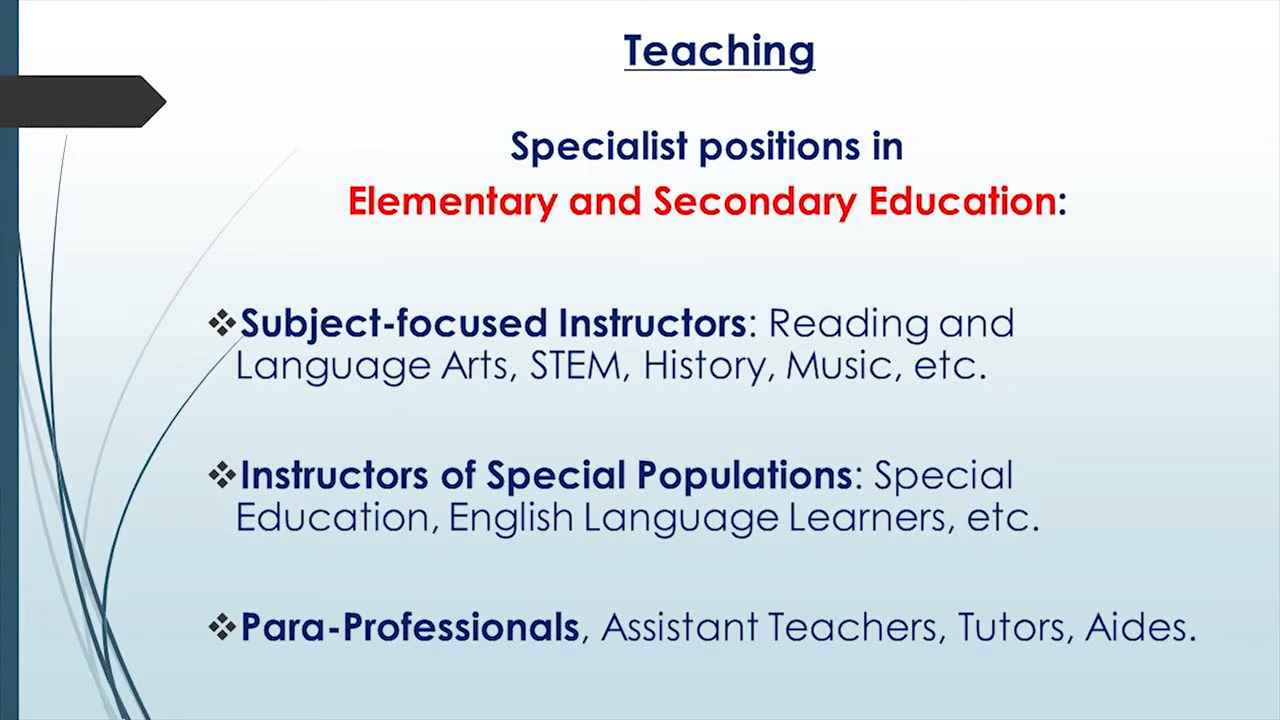 Teaching
Specialist positions in
Elementary and Secondary Education:
❖Subject-focused Instructors: Reading and
Language Arts, STEM, History, Music, etc.
❖Instructors of Special Populations: Special
Education, English Language Learners, etc.
❖Para-Professionals, Assistant Teachers, Tutors, Aides.